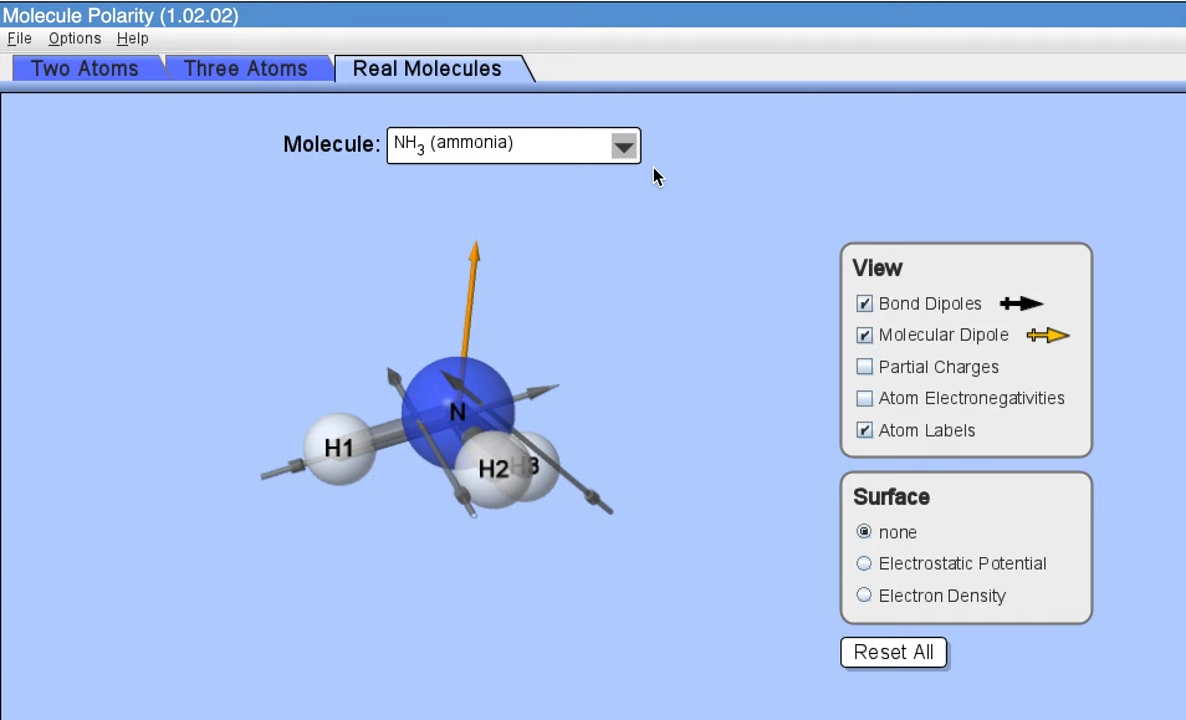 Molecule Polarity (1.02.02)
File Options Help
Two Atoms Three Atoms Real Molecules
Molecule: NH₃ (ammonia)
View
Bond Dipoles
Molecular Dipole
Partial Charges
Atom Electronegativities
Atom Labels
N
H1
H2 H3
Surface
none
Electrostatic Potential
Electron Density
Reset All